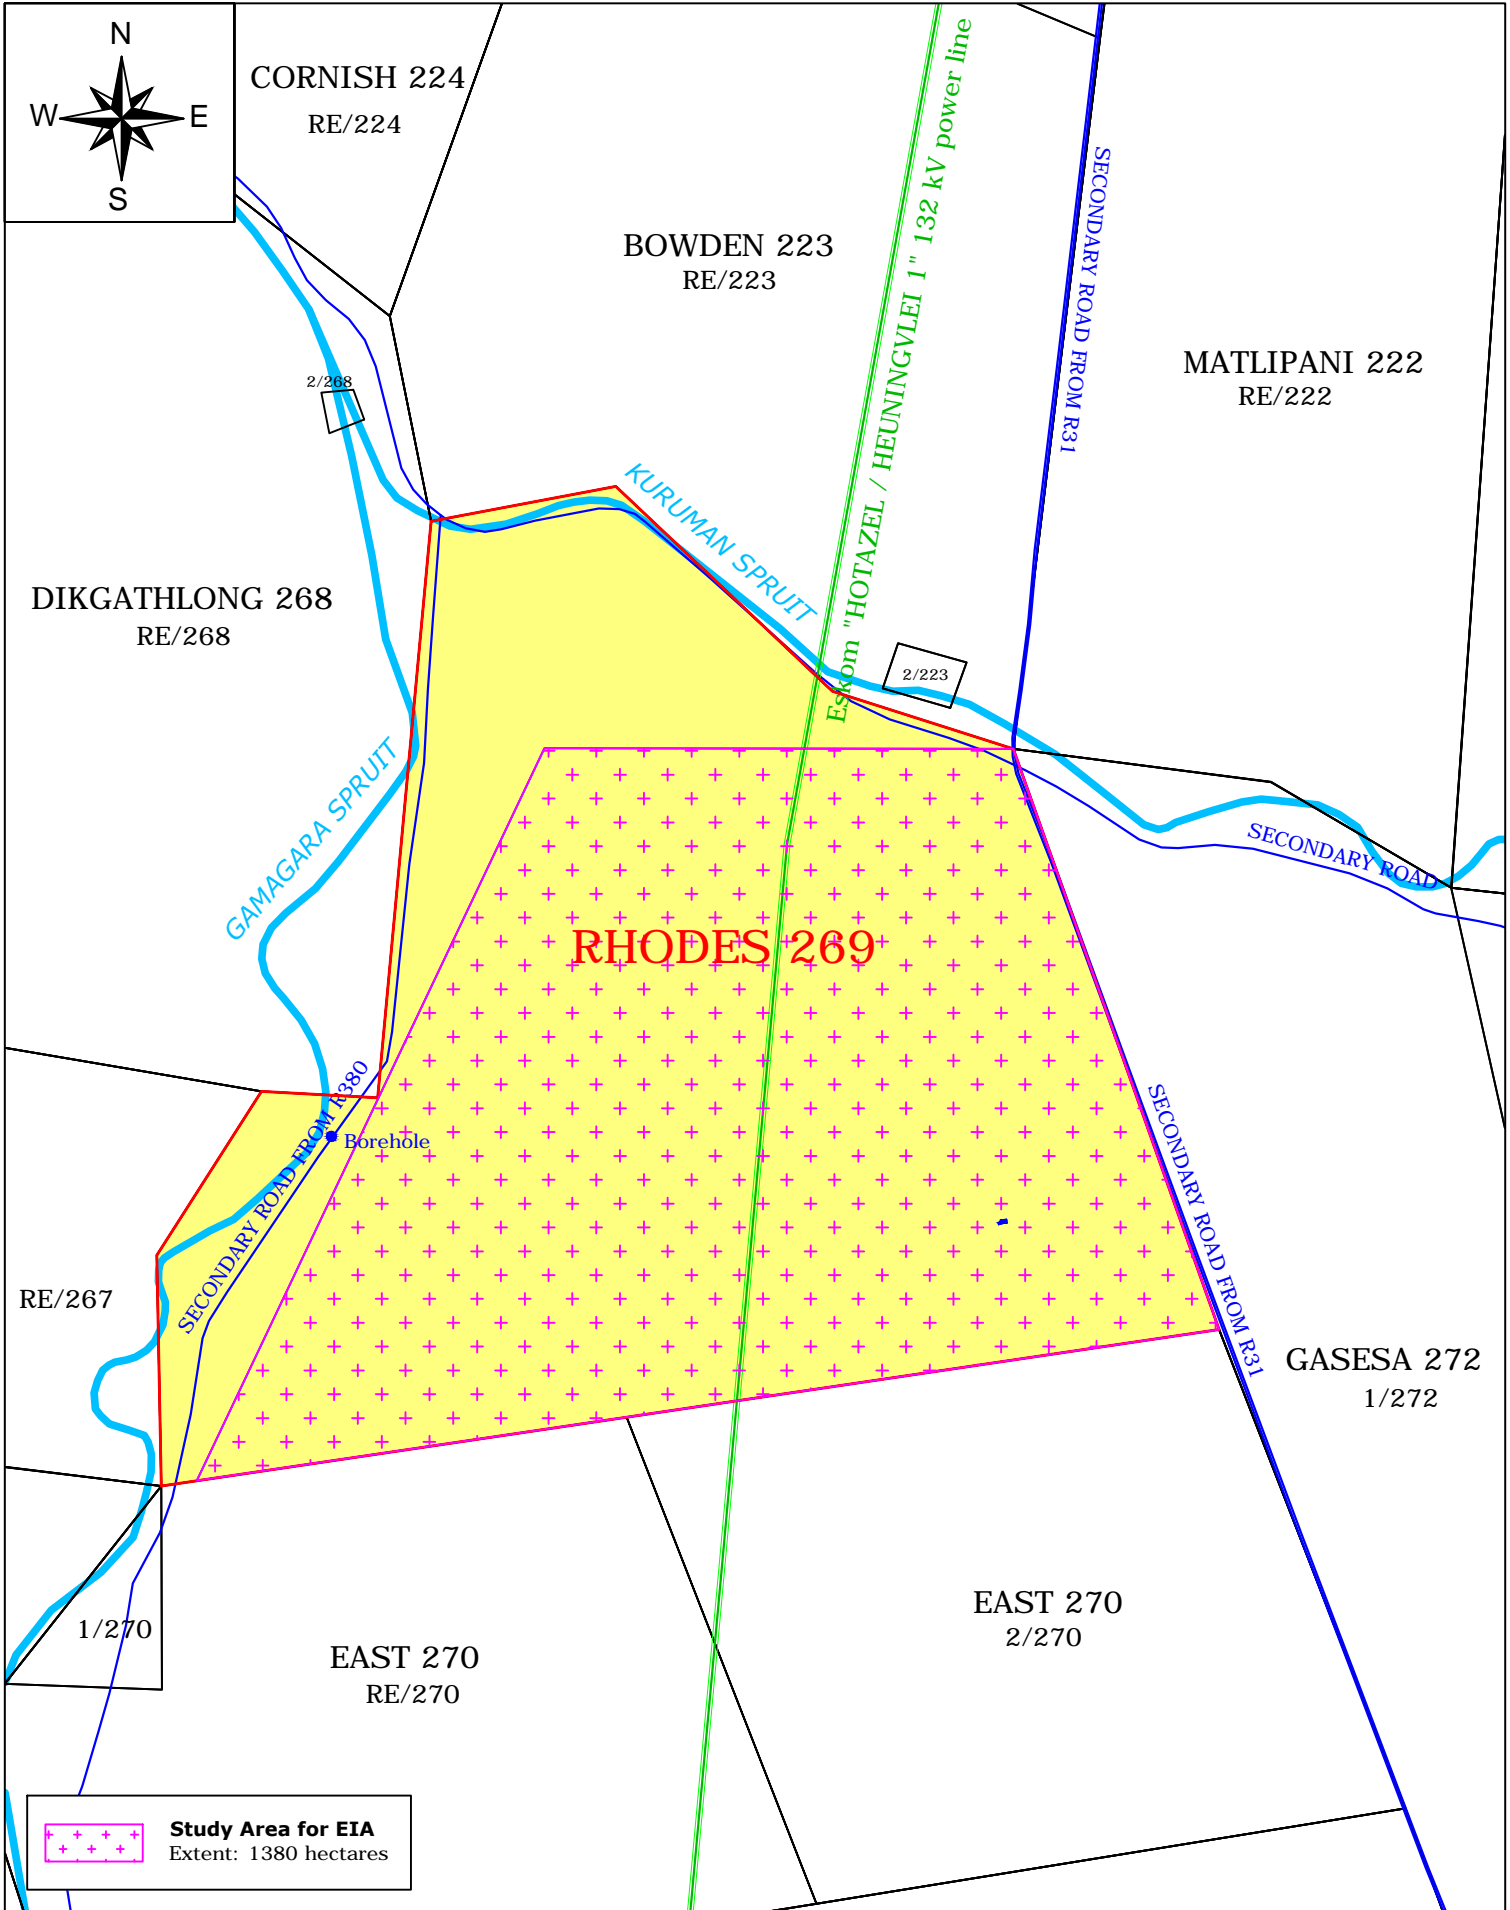 N
W
E
S
CORNISH 224
RE/224
BOWDEN 223
RE/223
Eskom "HOTAZEL / HEUNINGVLEI 1" 132 kV power line
SECONDARY ROAD FROM R31
MATLIPANI 222
RE/222
2/268
KURUMAN SPRUIT
DIKGATHLONG 268
RE/268
2/223
GAMAGARA SPRUIT
SECONDARY ROAD
RHODES 269
SECONDARY ROAD FROM R380
Borehole
SECONDARY ROAD FROM R31
RE/267
GASESA 272
1/272
EAST 270
2/270
1/270
EAST 270
RE/270
Study Area for EIA
Extent: 1380 hectares